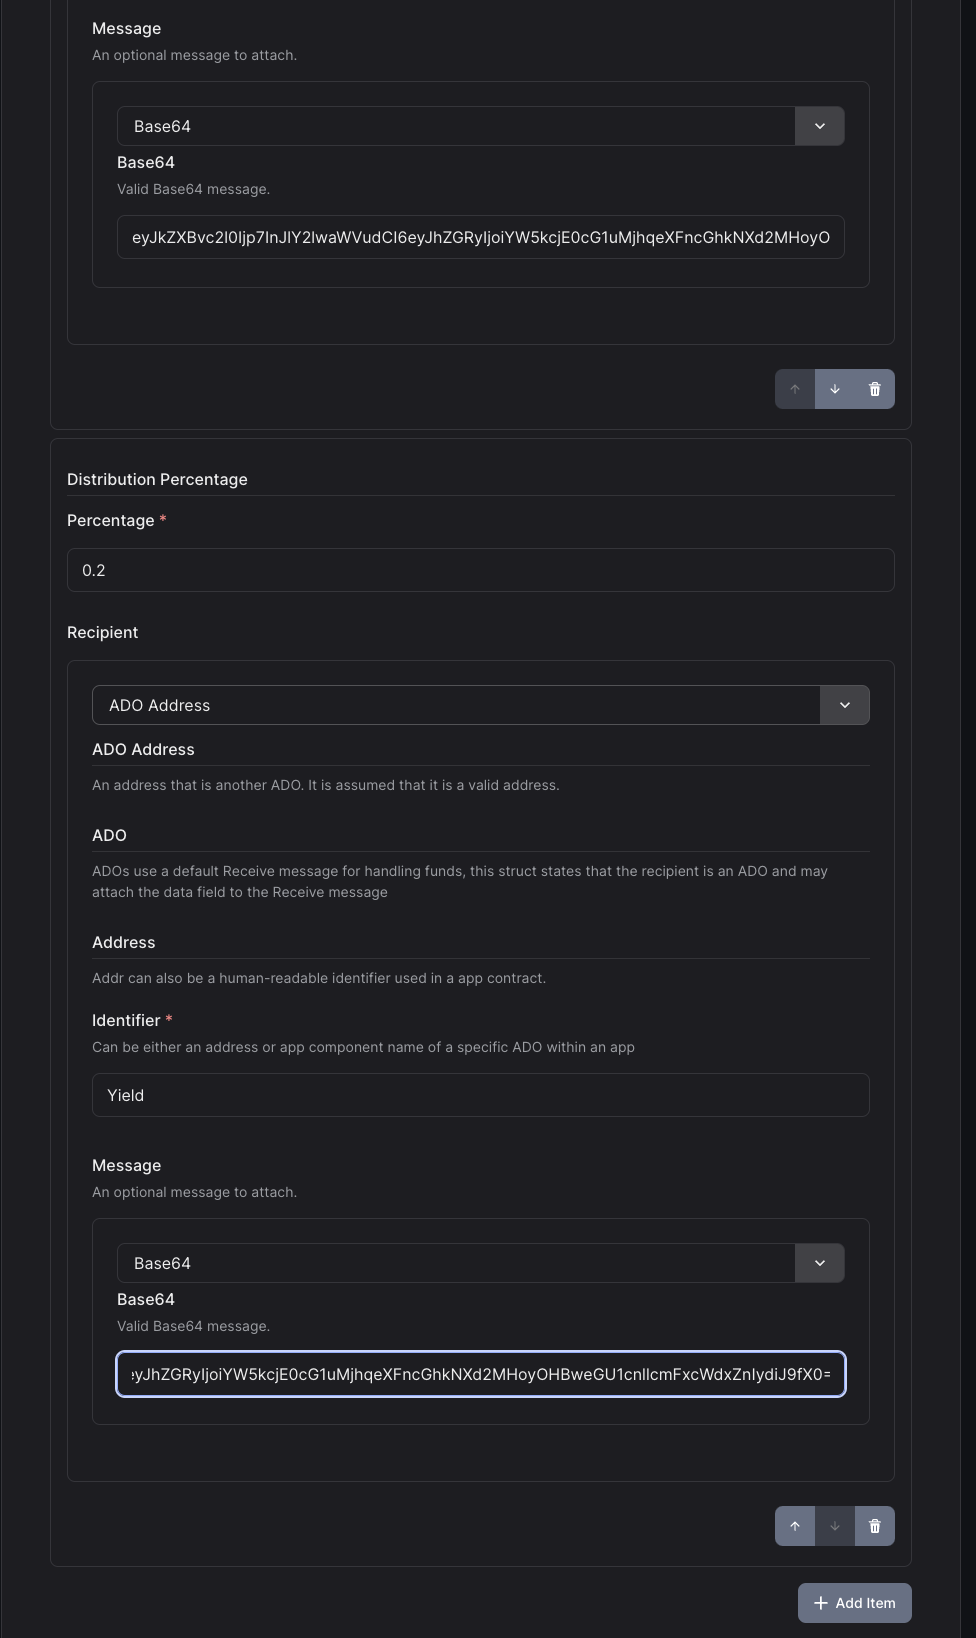 Message
An optional message to attach.
Base64
Base64
Valid Base64 message.
eyJkZXBvc2l0Ijp7InJlY2lwaWVudCI6eyJhZGRyIjoiYW5kcjE0cG1uMjhqeXFncGhkNXd2MHoyO
Distribution Percentage
Percentage *
0.2
Recipient
ADO Address
ADO Address
An address that is another ADO. It is assumed that it is a valid address.
ADO
ADOs use a default Receive message for handling funds, this struct states that the recipient is an ADO and may
attach the data field to the Receive message
Address
Addr can also be a human-readable identifier used in a app contract.
Identifier *
Can be either an address or app component name of a specific ADO within an app
Yield
Message
An optional message to attach.
Base64
Base64
Valid Base64 message.
eyJhZGRyIjoiYW5kcjE0cG1uMjhqeXFncGhkNXd2MHoyOHBweGU1cnllcmFxcWdxZnIydiJ9fX0=
Add Item